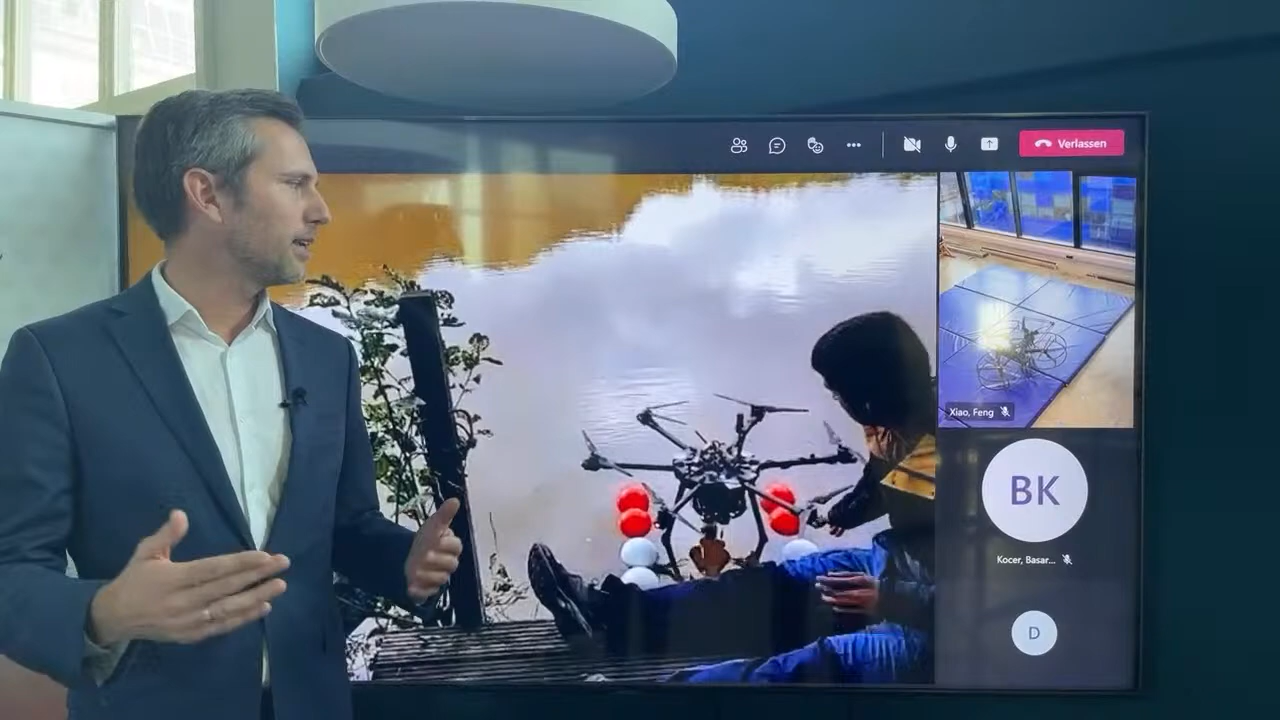 Verlassen
Xiao, Feng
BK
Kocer, Basar...
D